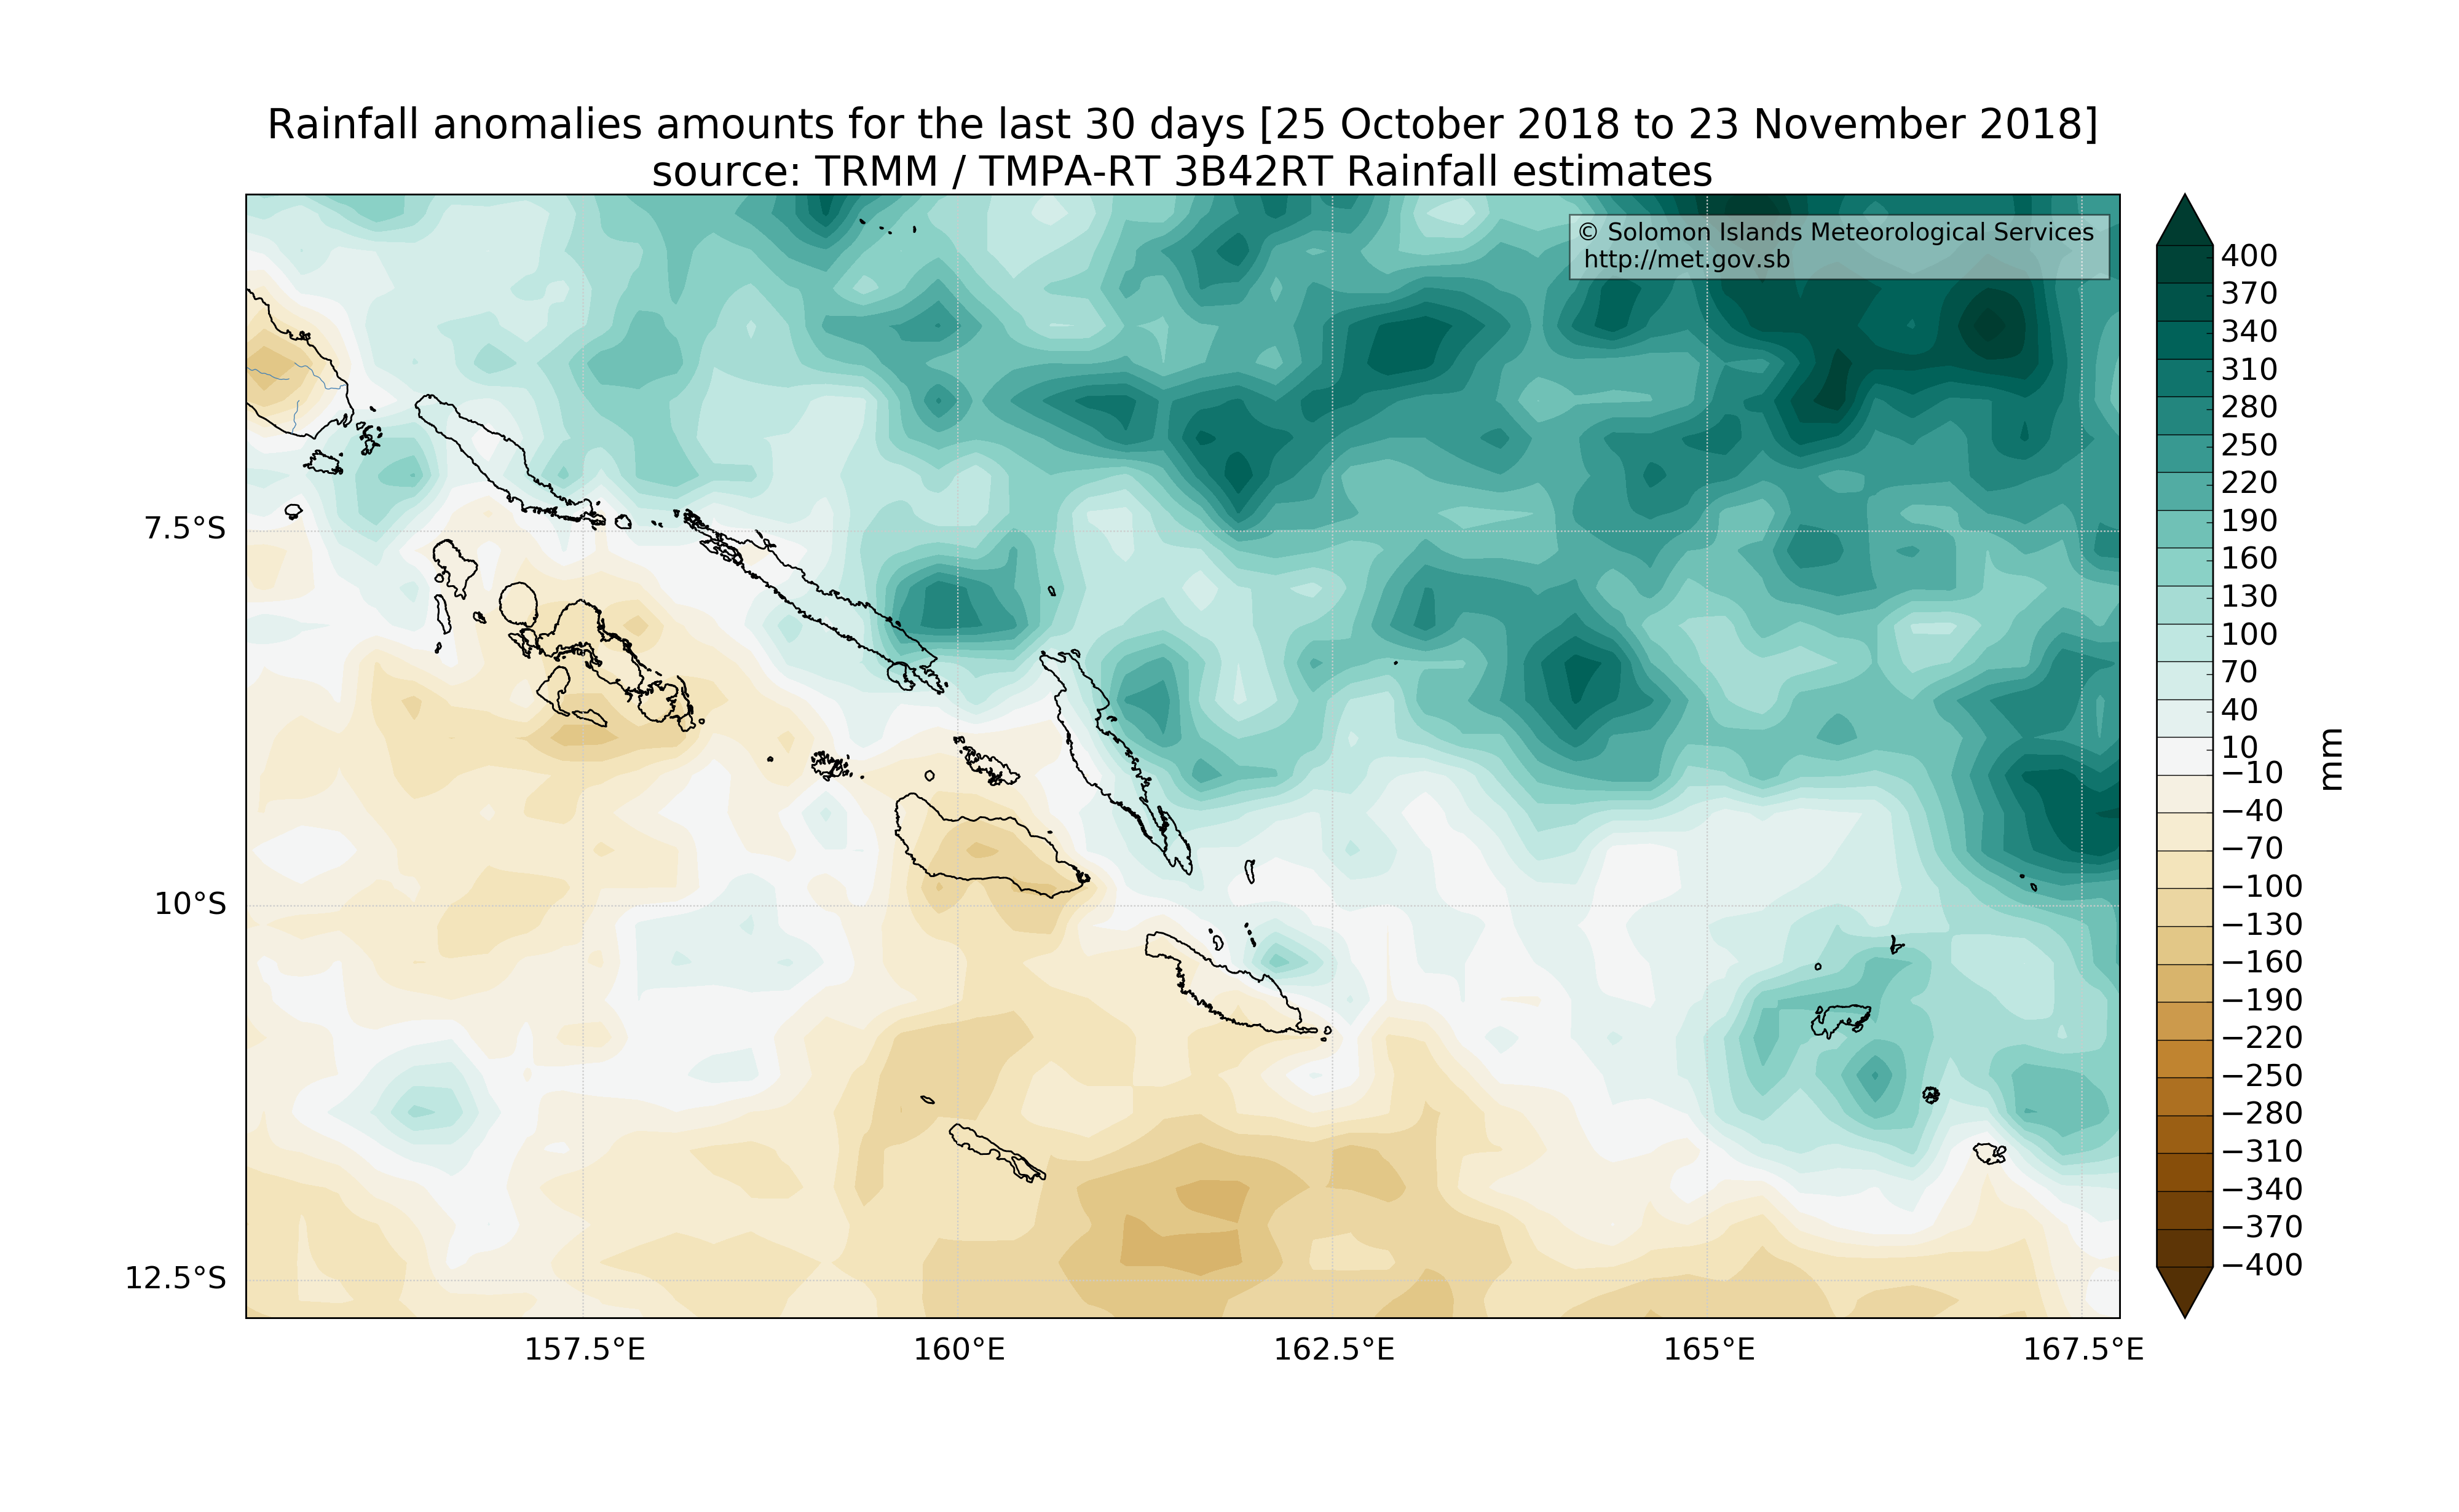 Rainfall anomalies amounts for the last 30 days [25 October 2018 to 23 November 2018]
source: TRMM / TMPA-RT 3B42RT Rainfall estimates
© Solomon Islands Meteorological Services
http://met.gov.sb
7.5°S
10°S
12.5°S
157.5°E
160°E
162.5°E
165°E
167.5°E
400
370
340
310
280
250
220
190
160
130
100
70
40
10
−10
−40
−70
−100
−130
−160
−190
−220
−250
−280
−310
−340
−370
−400
mm